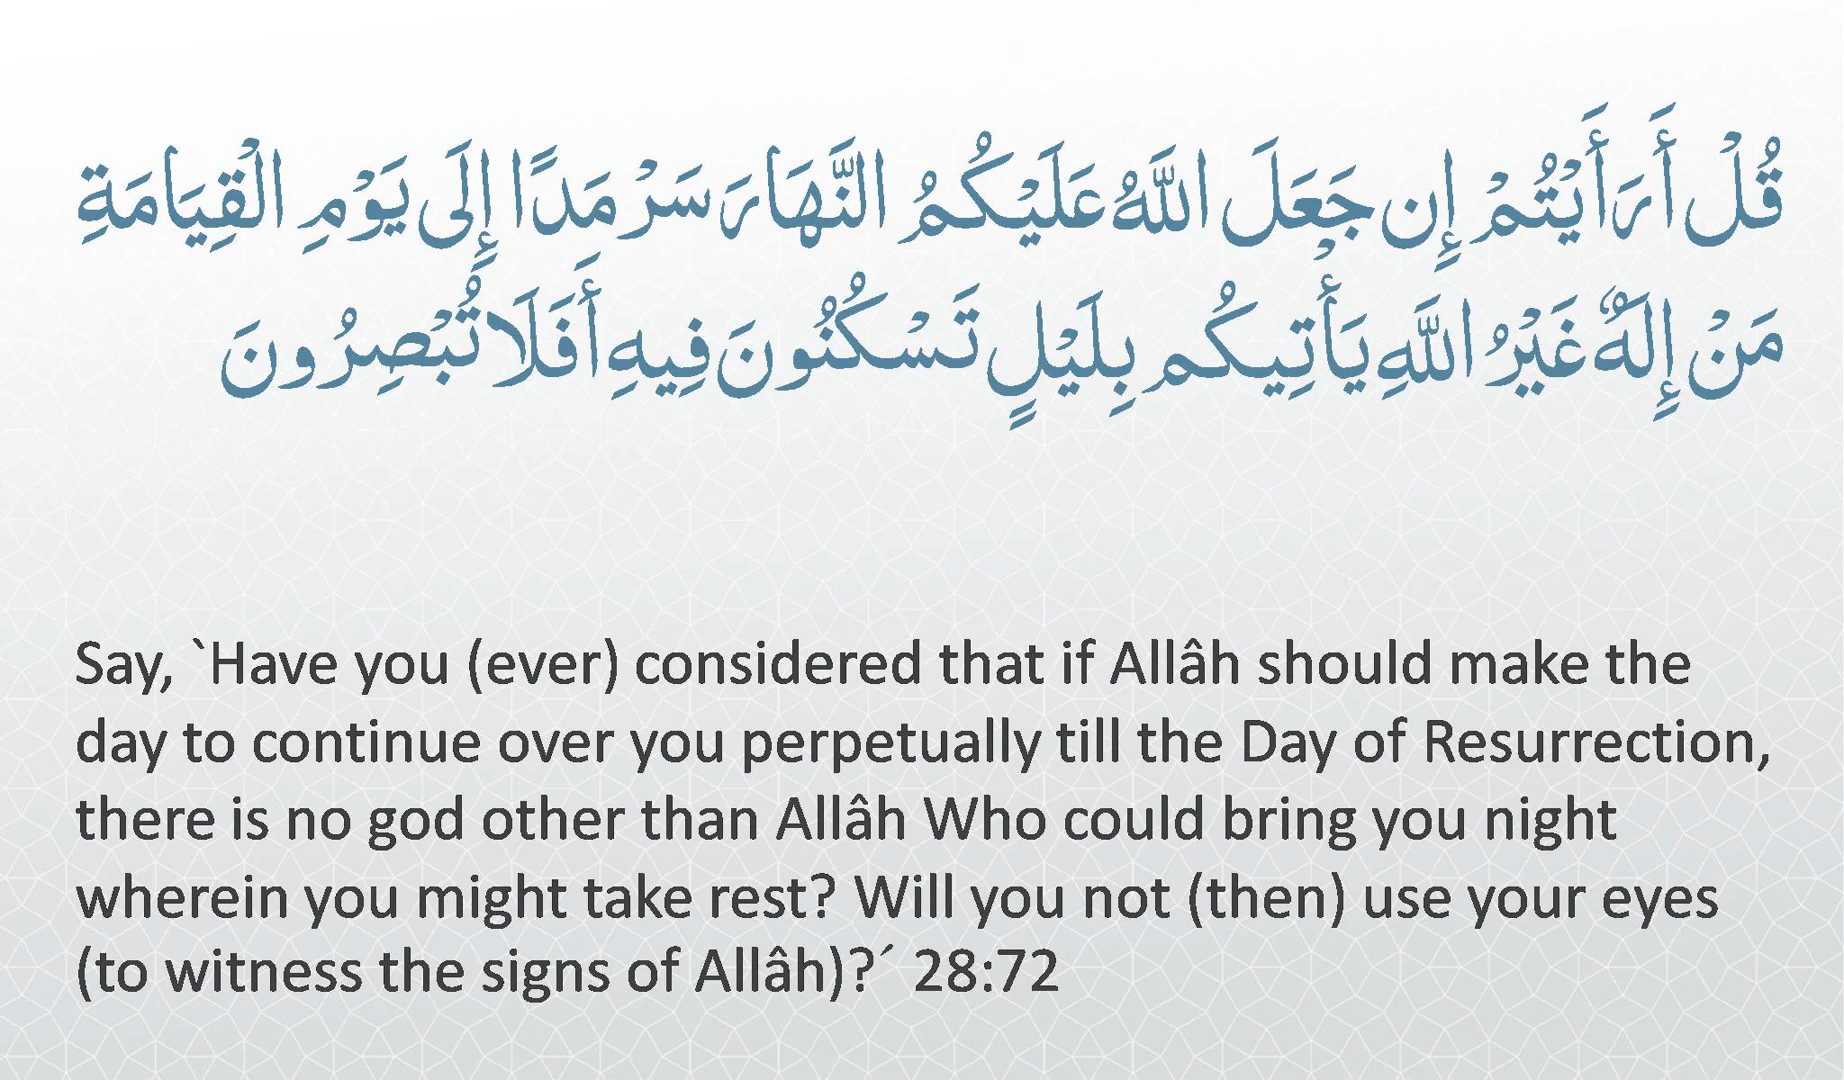 قُلْ أَرَأَيْتُمْ إِن جَعَلَ اللَّهُ عَلَيْكُمُ النَّهَارَ سَرْمَدًا إِلَى يَوْمِ الْقِيَامَةِ
مَنْ إِلَهٌ غَيْرُ اللَّهِ يَأْتِيكُم بِلَيْلٍ تَسْكُنُونَ فِيهِ أَفَلَا تُبْصِرُونَ
Say, `Have you (ever) considered that if Allâh should make the
day to continue over you perpetually till the Day of Resurrection,
there is no god other than Allâh Who could bring you night
wherein you might take rest? Will you not (then) use your eyes
(to witness the signs of Allâh)?´ 28:72